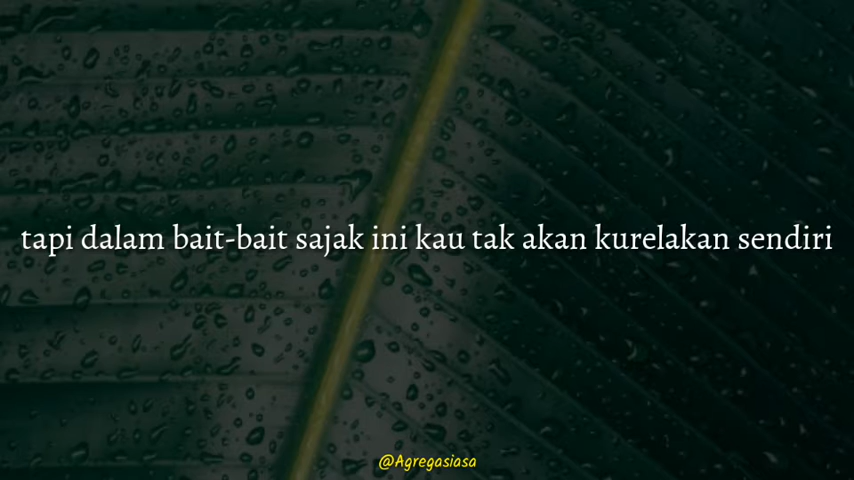 tapi dalam bait-bait sajak ini kau tak akan kurelakan sendiri
@Agregasiasa